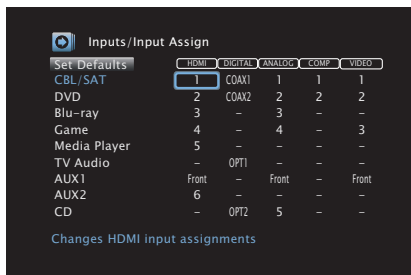 Inputs/Input Assign
Set Defaults HDMI DIGITAL ANALOG COMP VIDEO
CBL/SAT 1 COAX1 1 1 1
DVD 2 COAX2 2 2 2
Blu-ray 3 – 3 – –
Game 4 – 4 – 3
Media Player 5 – – – –
TV Audio – OPT1 – – –
AUX1 Front – Front – Front
AUX2 6 – – – –
CD – OPT2 5 – –
Changes HDMI input assignments